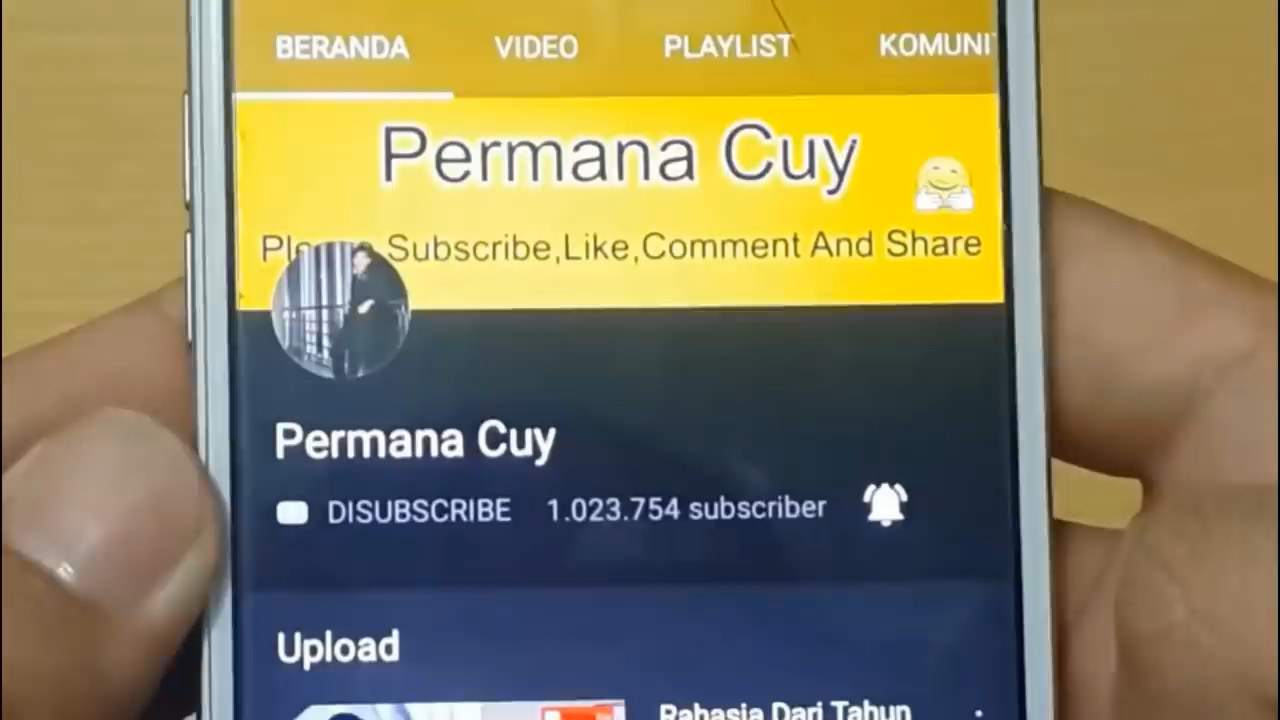 BERANDA VIDEO PLAYLIST KOMUNI
Permana Cuy
Subscribe,Like,Comment And Share
Permana Cuy
DISUBSCRIBE 1.023.754 subscriber
Upload
Rahasia Dari Tahun